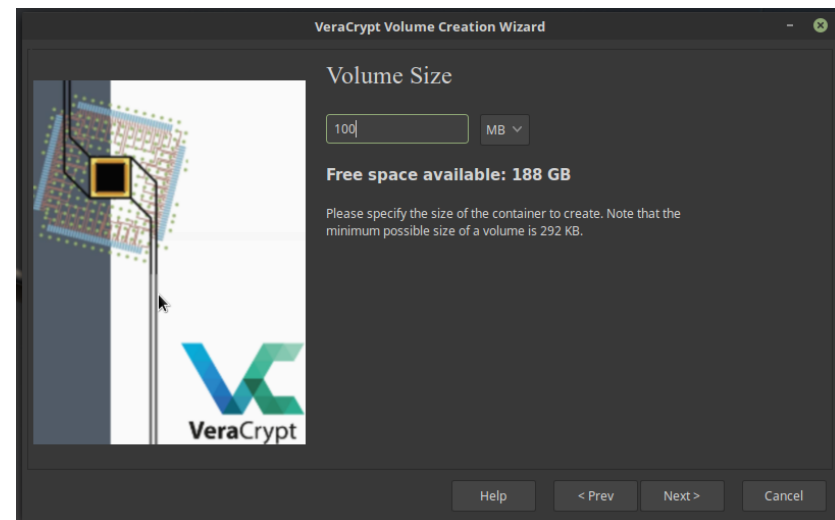 VeraCrypt Volume Creation Wizard
Volume Size
100
MB
Free space available: 188 GB
Please specify the size of the container to create. Note that the
minimum possible size of a volume is 292 KB.
VeraCrypt
Help
< Prev
Next >
Cancel